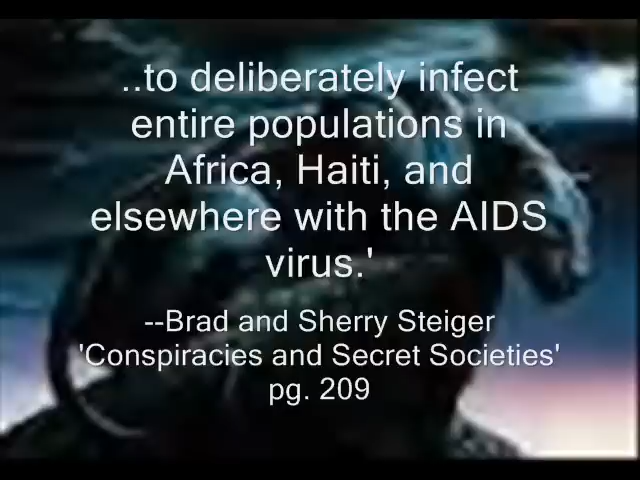 ..to deliberately infect
entire populations in
Africa, Haiti, and
elsewhere with the AIDS
virus.'
--Brad and Sherry Steiger
'Conspiracies and Secret Societies'
pg. 209